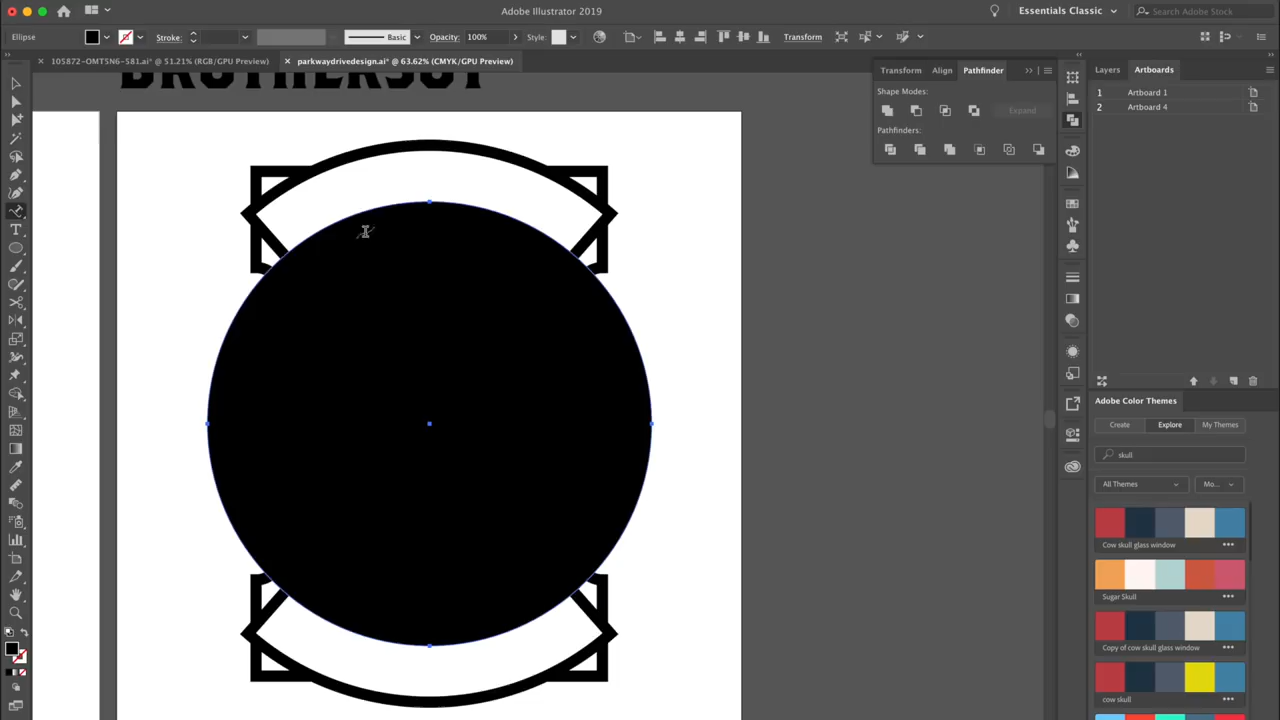 Adobe Illustrator 2019
Essentials Classic
Search Adobe Stock
Ellipse
Stroke:
Basic
Opacity: 100%
Style:
Transform
105872-OMT5N6-581.ai* @ 51.21% (RGB/GPU Preview)
parkwaydrivedesign.ai* @ 63.62% (CMYK/GPU Preview)
Transform
Align
Pathfinder
Shape Modes:
Expand
Pathfinders:
Layers
Artboards
1 Artboard 1
2 Artboard 4
Adobe Color Themes
Create
Explore
My Themes
skull
All Themes
Mo...
Cow skull glass window
Sugar Skull
Copy of cow skull glass window
cow skull